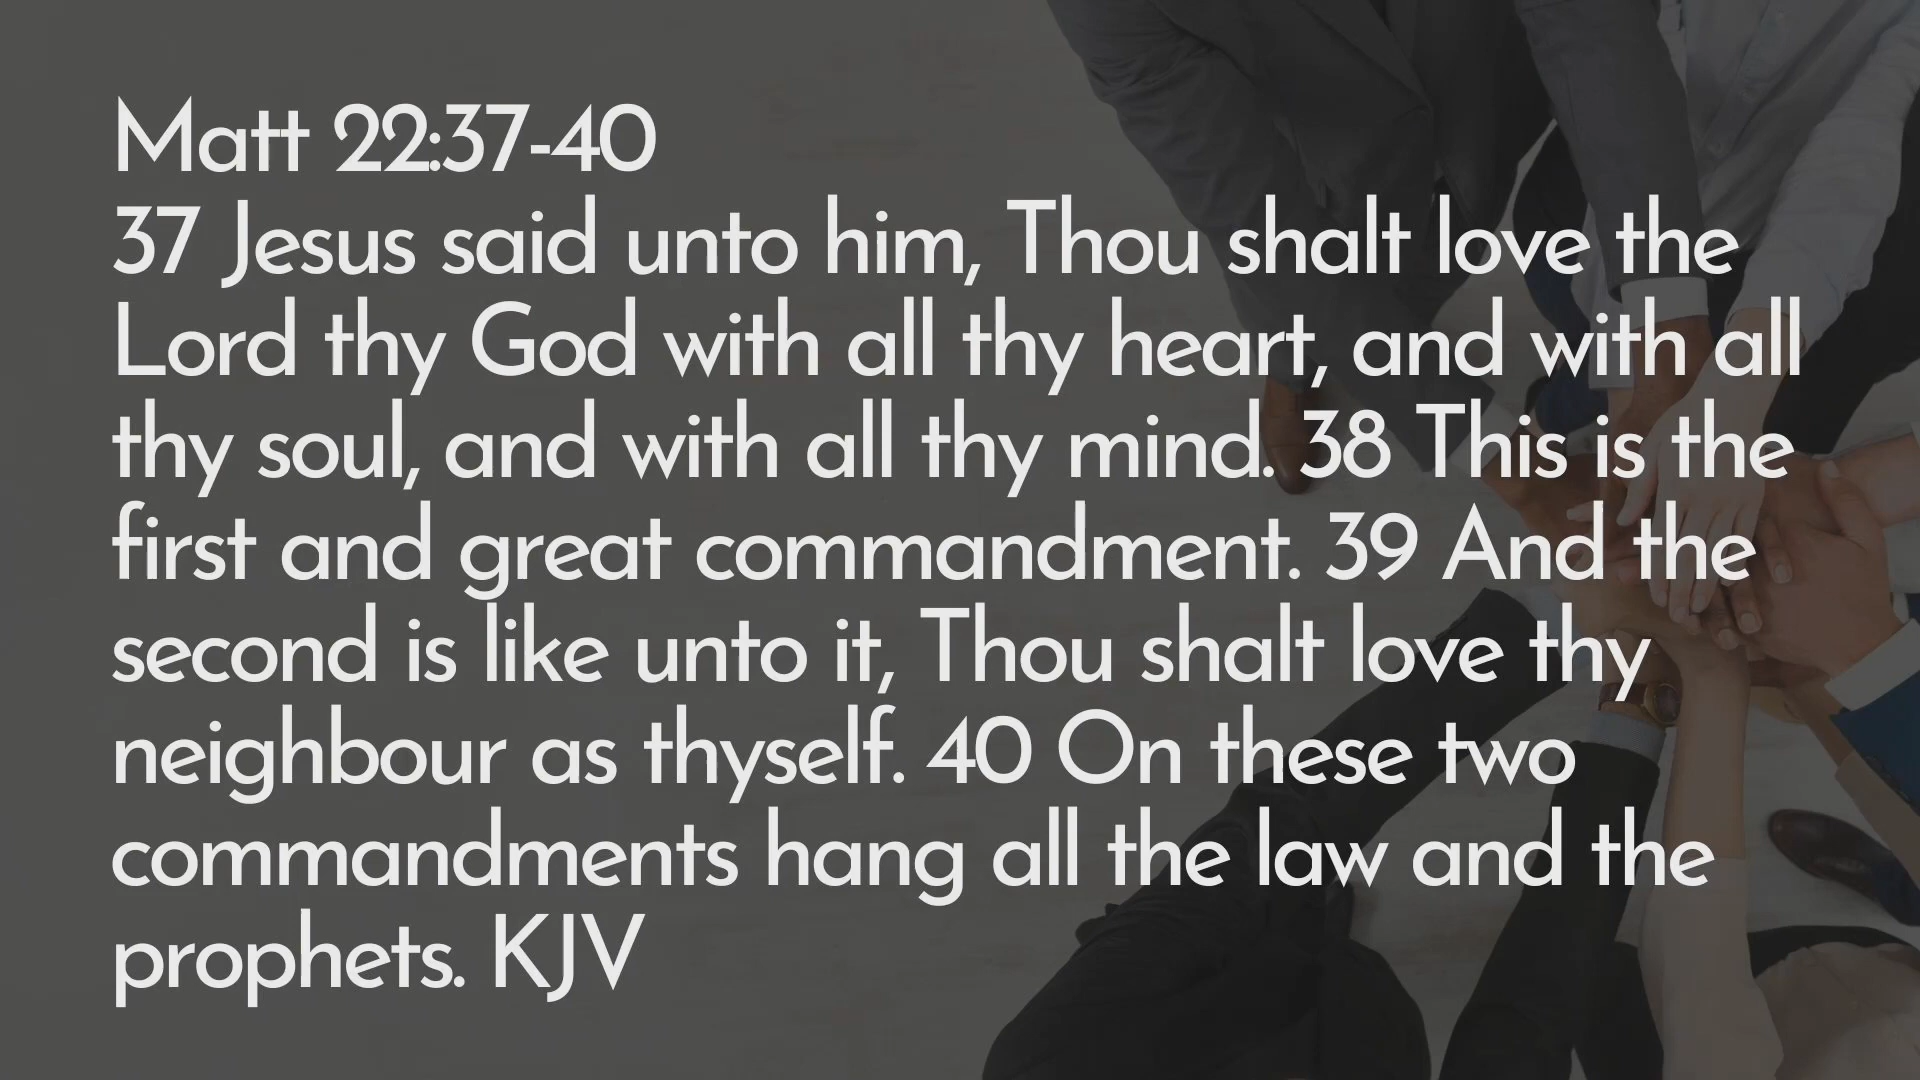 Matt 22:37-40
37 Jesus said unto him, Thou shalt love the
Lord thy God with all thy heart, and with all
thy soul, and with all thy mind. 38 This is the
first and great commandment. 39 And the
second is like unto it, Thou shalt love thy
neighbour as thyself. 40 On these two
commandments hang all the law and the
prophets. KJV